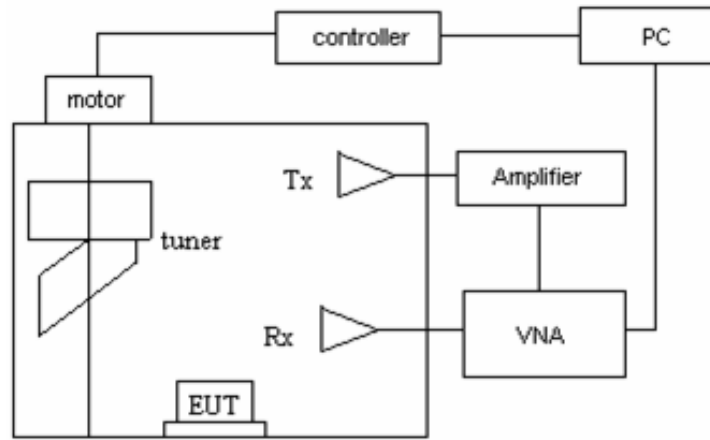 controller
PC
motor
Tx
Amplifier
tuner
Rx
VNA
EUT